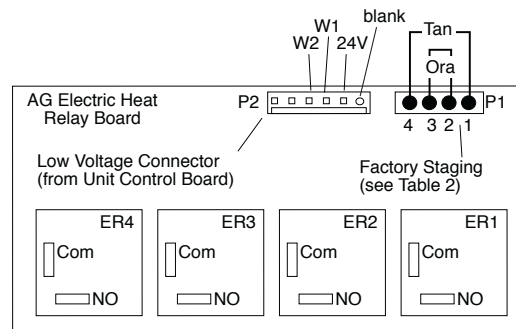 blank
W1
W2
24V
Tan
Ora
AG Electric Heat
Relay Board
P2
P1
4 3 2 1
Low Voltage Connector
(from Unit Control Board)
Factory Staging
(see Table 2)
ER4
Com
NO
ER3
Com
NO
ER2
Com
NO
ER1
Com
NO